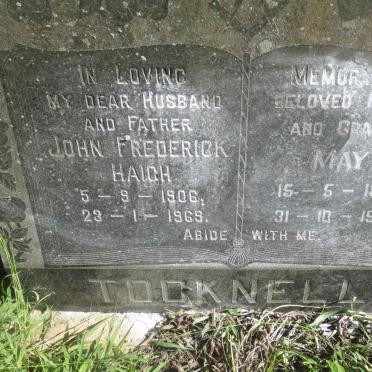 IN LOVING
MY DEAR HUSBAND
AND FATHER
JOHN FREDERICK
HAIGH
5-9-1906,
23-1-1969.
MEMOR
BELOVED
AND GRA
MAY
15-5-1
31-10-19
ABIDE WITH ME.
TOCKNELL